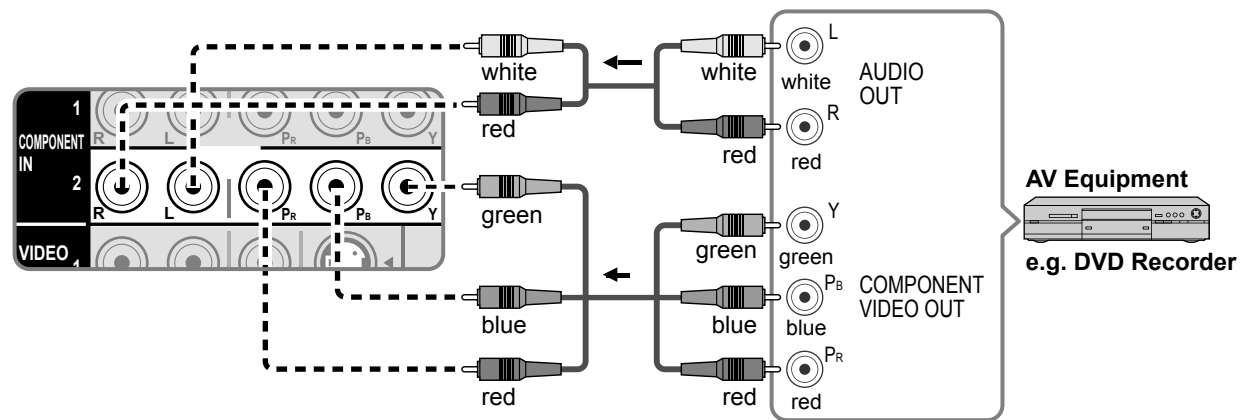 COMPONENT
IN
1
R L PR PB Y
2
R L PR PB Y
VIDEO 1
white
red
green
blue
red
white
red
green
blue
red
L
white
R
red
AUDIO
OUT
Y
green
PB
blue
PR
red
COMPONENT
VIDEO OUT
AV Equipment
e.g. DVD Recorder